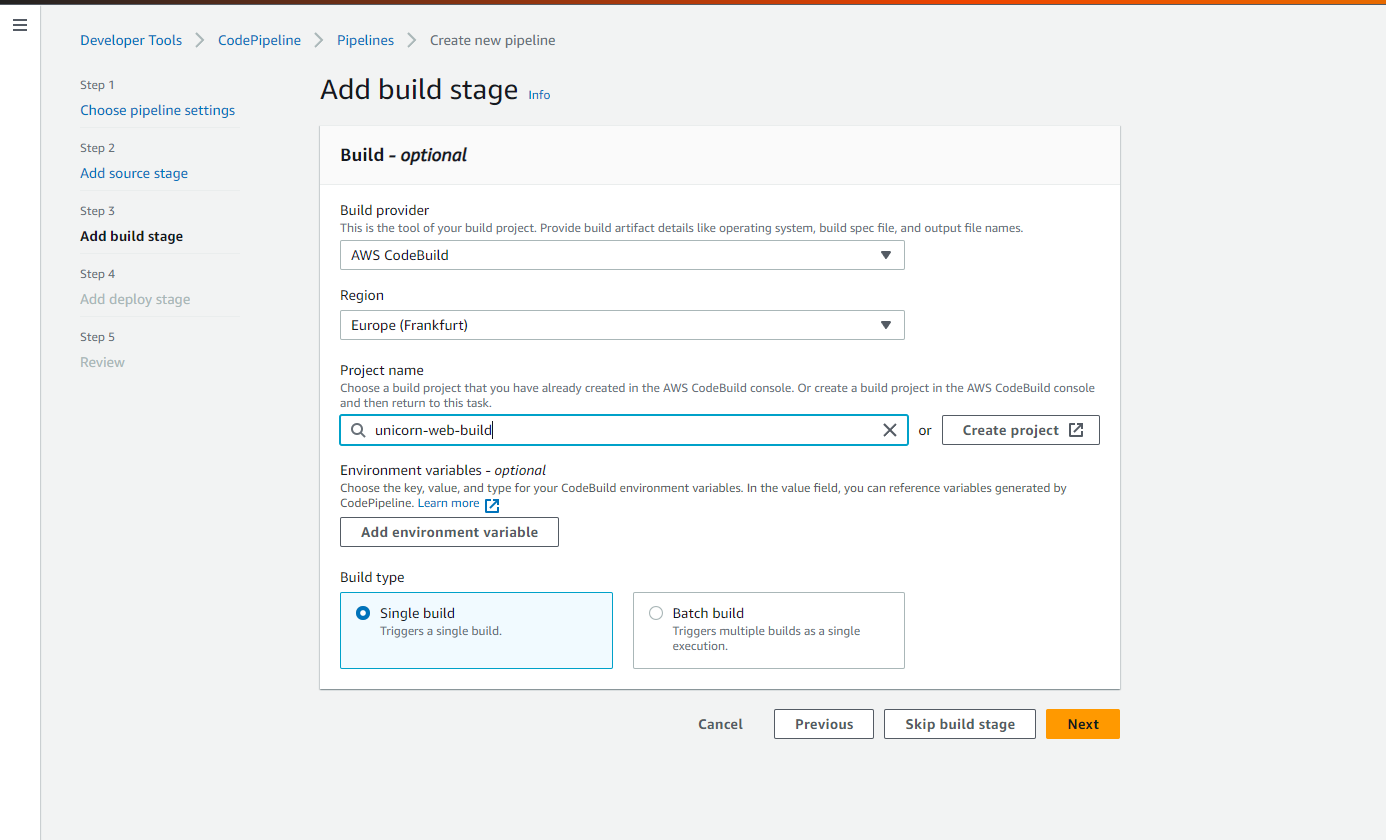 Developer Tools
CodePipeline
Pipelines
Create new pipeline
Step 1
Choose pipeline settings
Step 2
Add source stage
Step 3
Add build stage
Step 4
Add deploy stage
Step 5
Review
Add build stage Info
Build - optional
Build provider
This is the tool of your build project. Provide build artifact details like operating system, build spec file, and output file names.
AWS CodeBuild
Region
Europe (Frankfurt)
Project name
Choose a build project that you have already created in the AWS CodeBuild console. Or create a build project in the AWS CodeBuild console
and then return to this task.
unicorn-web-build
or
Create project
Environment variables - optional
Choose the key, value, and type for your CodeBuild environment variables. In the value field, you can reference variables generated by
CodePipeline. Learn more
Add environment variable
Build type
Single build
Triggers a single build.
Batch build
Triggers multiple builds as a single
execution.
Cancel
Previous
Skip build stage
Next